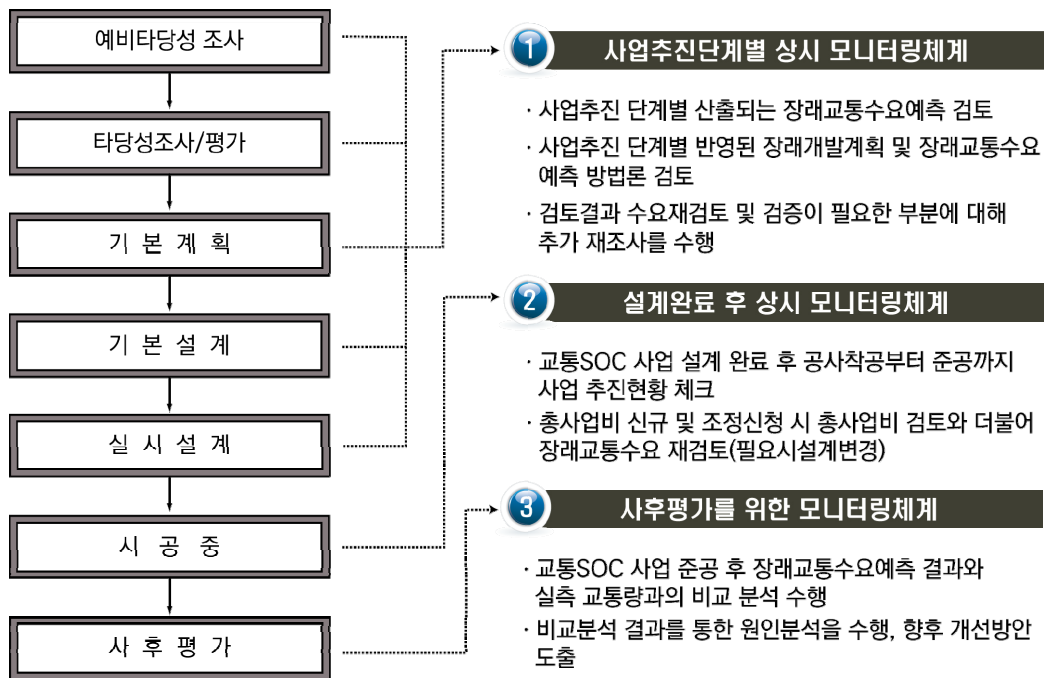 예비타당성 조사
타당성조사/평가
기 본 계 획
기 본 설 계
실 시 설 계
시 공 중
사 후 평 가
1 사업추진단계별 상시 모니터링체계
· 사업추진 단계별 산출되는 장래교통수요예측 검토
· 사업추진 단계별 반영된 장래개발계획 및 장래교통수요
예측 방법론 검토
· 검토결과 수요재검토 및 검증이 필요한 부분에 대해
추가 재조사를 수행
2 설계완료 후 상시 모니터링체계
· 교통SOC 사업 설계 완료 후 공사착공부터 준공까지
사업 추진현황 체크
· 총사업비 신규 및 조정신청 시 총사업비 검토와 더불어
장래교통수요 재검토(필요시설계변경)
3 사후평가를 위한 모니터링체계
· 교통SOC 사업 준공 후 장래교통수요예측 결과와
실측 교통량과의 비교 분석 수행
· 비교분석 결과를 통한 원인분석을 수행, 향후 개선방안
도출